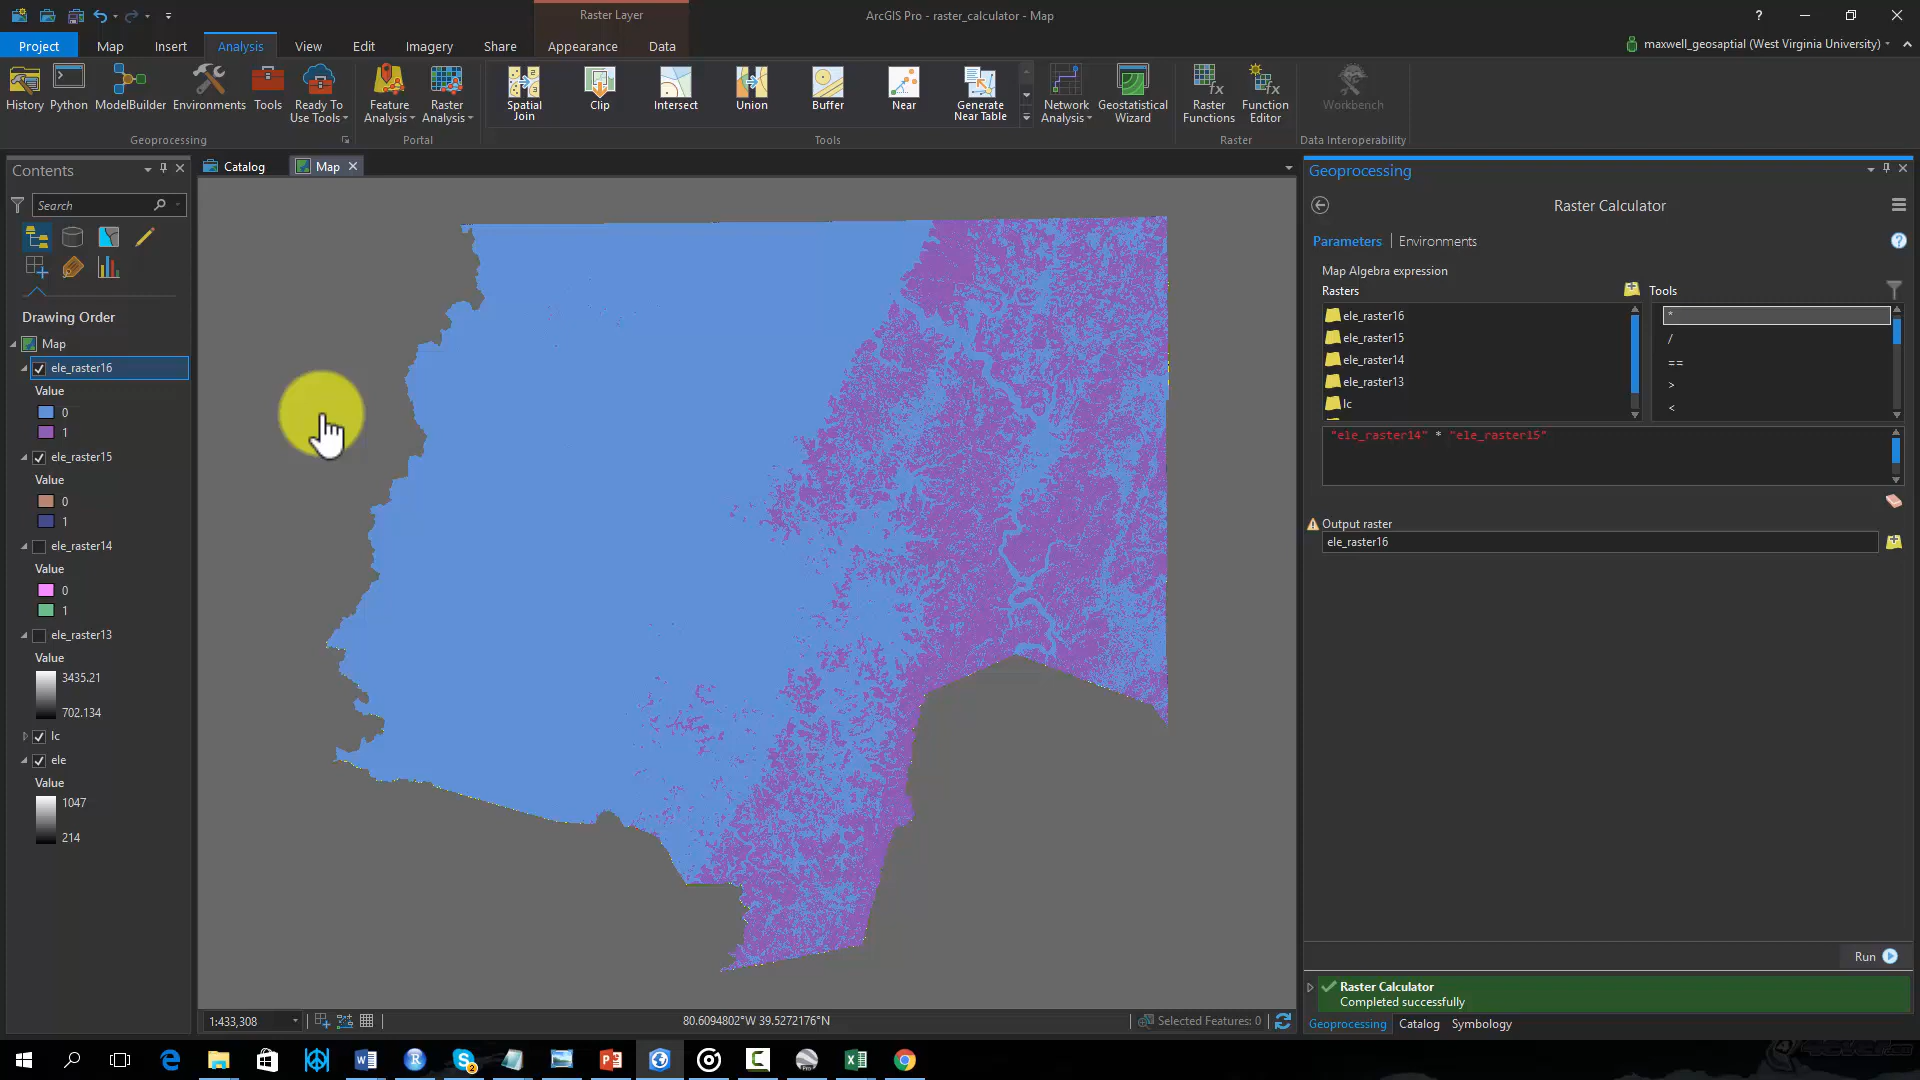 Raster Layer
ArcGIS Pro - raster_calculator - Map
?
Project
Map
Insert
Analysis
View
Edit
Imagery
Share
Appearance
Data
maxwell_geosaptial (West Virginia University)
History
Python
ModelBuilder
Environments
Tools
Ready To
Use Tools
Feature
Analysis
Raster
Analysis
Spatial
Join
Clip
Intersect
Union
Buffer
Near
Generate
Near Table
Network
Analysis
Geostatistical
Wizard
Raster
Functions
Function
Editor
Workbench
Geoprocessing
Portal
Tools
Raster
Data Interoperability
Contents
Search
Drawing Order
Map
ele_raster16
Value
0
1
ele_raster15
Value
0
1
ele_raster14
Value
0
1
ele_raster13
Value
3435.21
702.134
lc
ele
Value
1047
214
Catalog
Map
1:433,308
80.6094802°W 39.5272176°N
Selected Features: 0
Geoprocessing
Raster Calculator
Parameters
Environments
?
Map Algebra expression
Rasters
Tools
ele_raster16
ele_raster15
ele_raster14
ele_raster13
lc
*
/
==
>
<
"ele_raster14" * "ele_raster15"
Output raster
ele_raster16
Run
Raster Calculator
Completed successfully
Geoprocessing
Catalog
Symbology